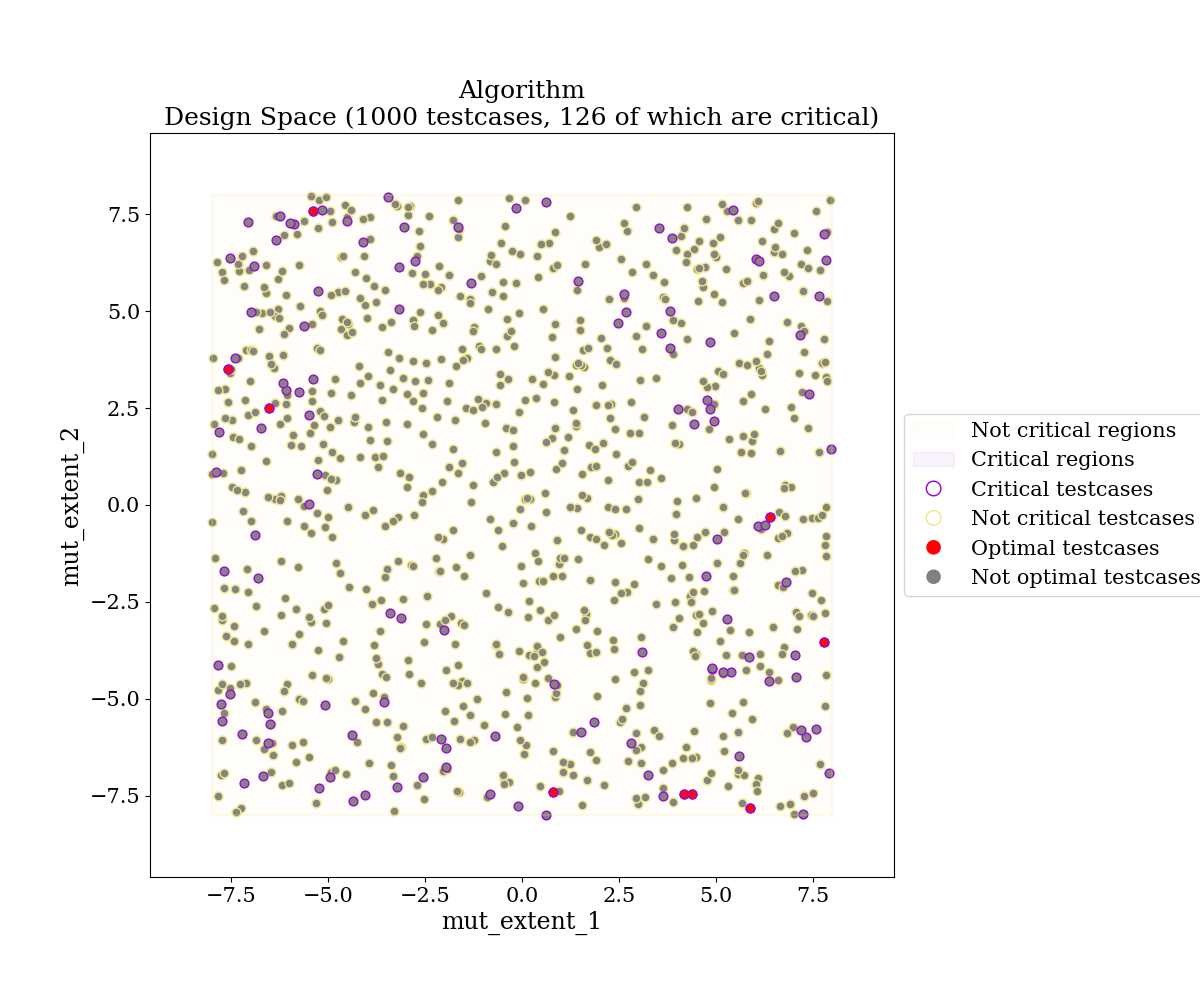 Algorithm
Design Space (1000 testcases, 126 of which are critical)
7.5
5.0
2.5
0.0
−2.5
−5.0
−7.5
mut_extent_2
−7.5 −5.0 −2.5 0.0 2.5 5.0 7.5
mut_extent_1
Not critical regions
Critical regions
Critical testcases
Not critical testcases
Optimal testcases
Not optimal testcases